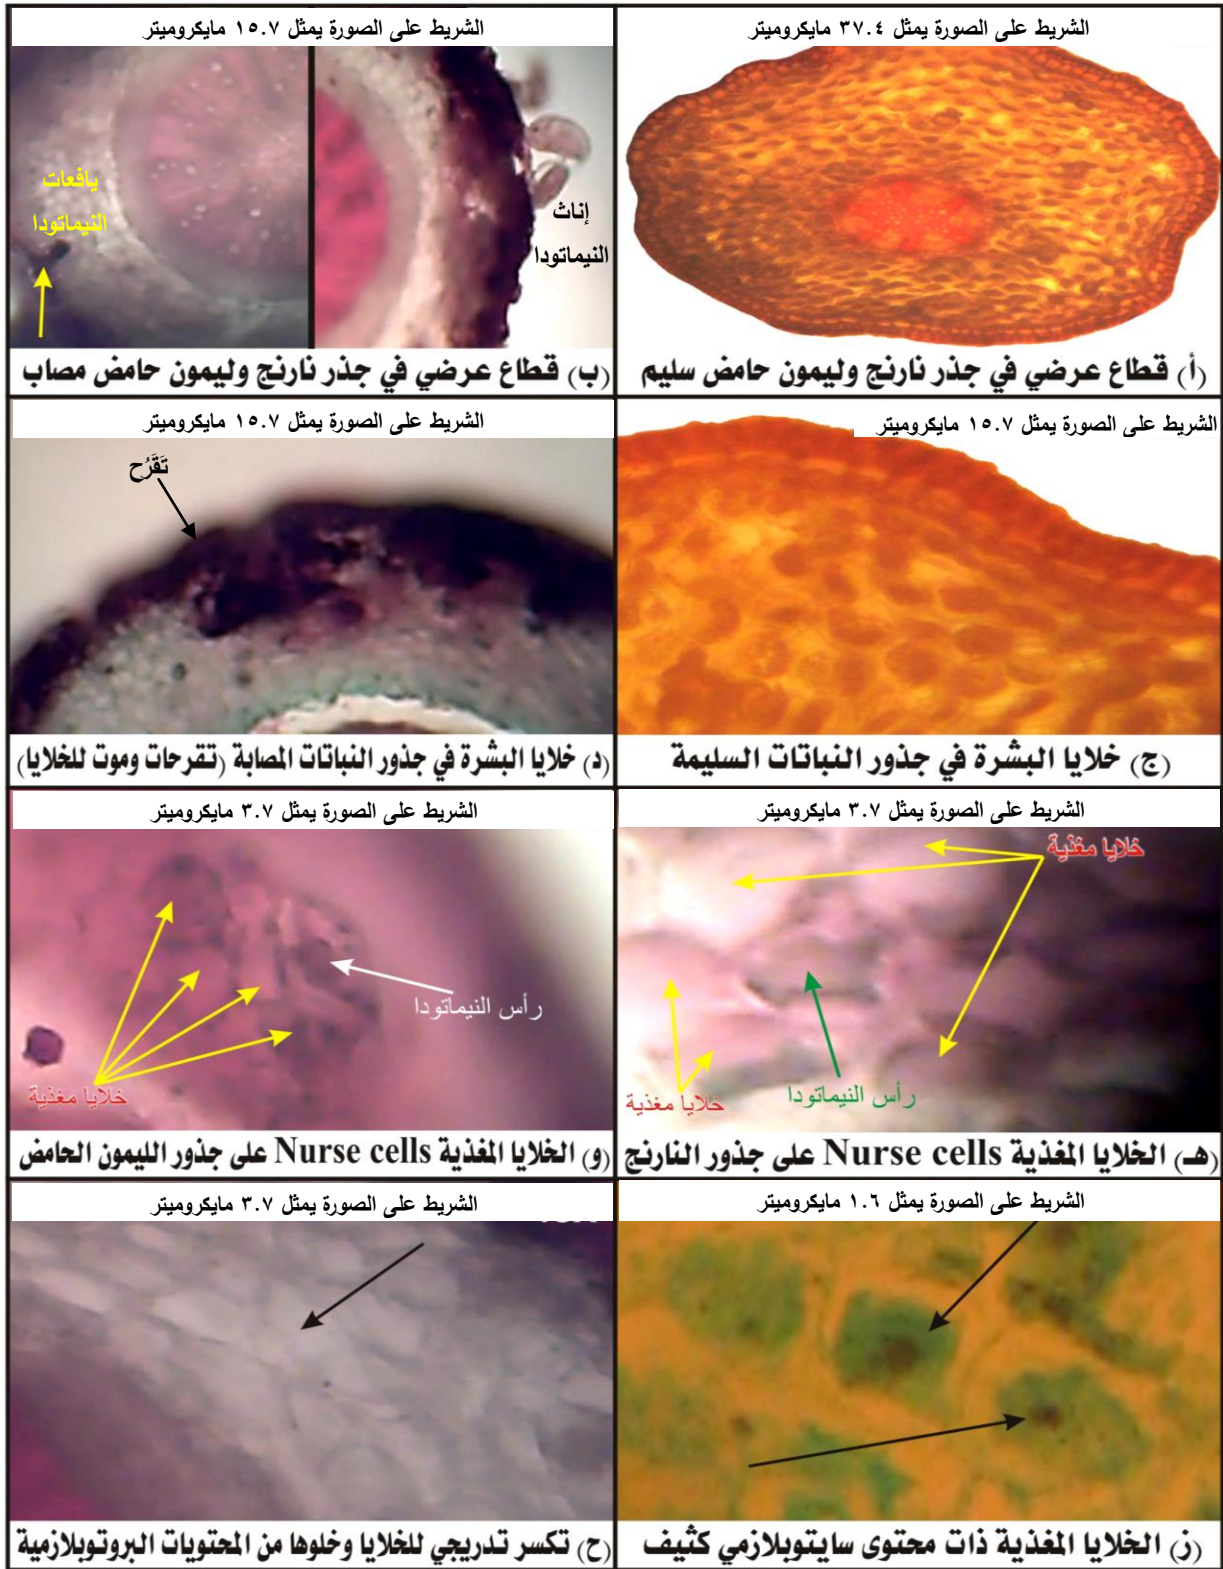 الشريط على الصورة يمثل ٣٧.٤ مايكروميتر
(أ) قطاع عرضي في جذر نارنج وليمون حامض سليم
الشريط على الصورة يمثل ١٥.٧ مايكروميتر
يافعات
النيماتودا
إناث
النيماتودا
(ب) قطاع عرضي في جذر نارنج وليمون حامض مصاب
الشريط على الصورة يمثل ١٥.٧ مايكروميتر
(ج) خلايا البشرة في جذور النباتات السليمة
الشريط على الصورة يمثل ١٥.٧ مايكروميتر
تَقَرُح
(د) خلايا البشرة في جذور النباتات المصابة (تقرحات وموت للخلايا)
الشريط على الصورة يمثل ٣.٧ مايكروميتر
خلايا مغذية
رأس النيماتودا
خلايا مغذية
(هـ) الخلايا المغذية Nurse cells على جذور النارنج
الشريط على الصورة يمثل ٣.٧ مايكروميتر
رأس النيماتودا
خلايا مغذية
(و) الخلايا المغذية Nurse cells على جذور الليمون الحامض
الشريط على الصورة يمثل ١.٦ مايكروميتر
(ز) الخلايا المغذية ذات محتوى سايتوبلازمي كثيف
الشريط على الصورة يمثل ٣.٧ مايكروميتر
(ح) تكسر تدريجي للخلايا وخلوها من المحتويات البروتوبلازمية